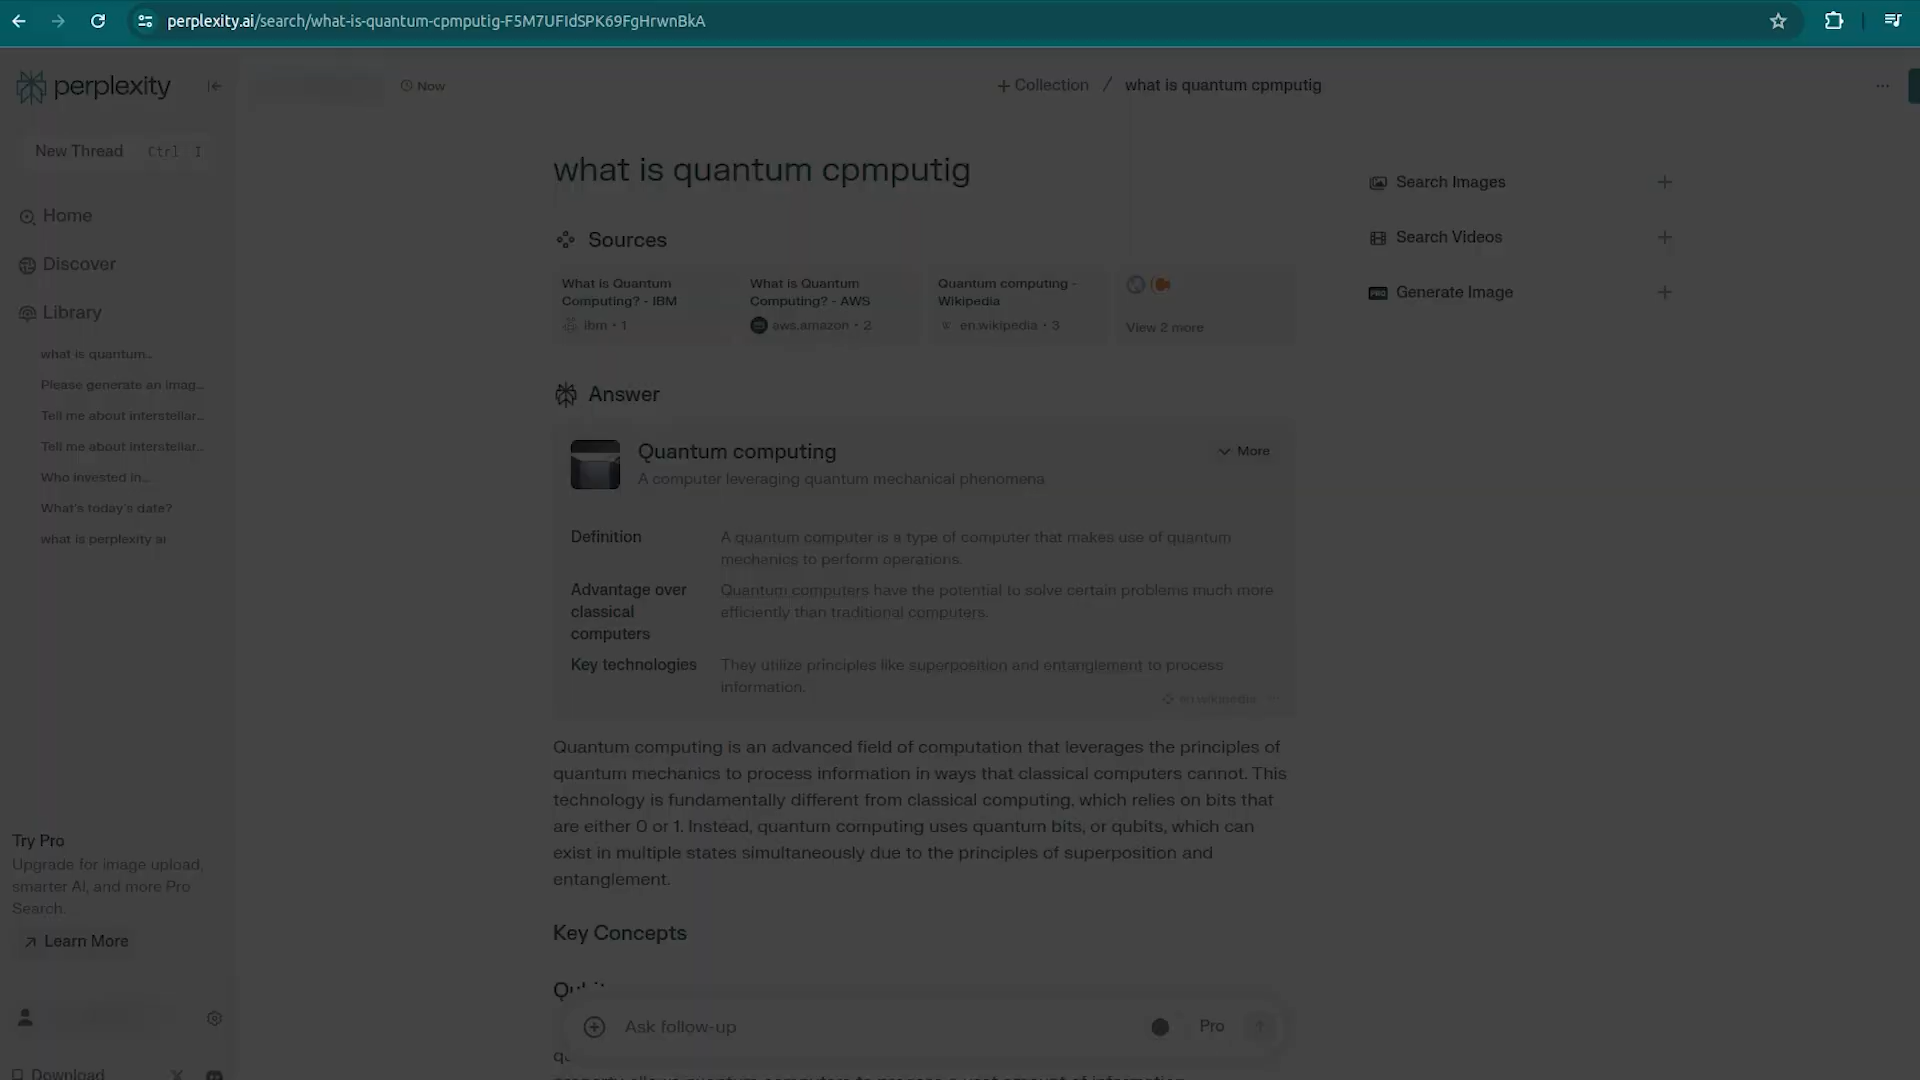 perplexity.ai/search/what-is-quantum-cpmputig-F5M7UFIdSPK69FgHrwnBkA
perplexity
Now
Collection / what is quantum cpmputig
New Thread Ctrl I
Home
Discover
Library
what is quantum...
Please generate an imag...
Tell me about interstellar...
Tell me about interstellar...
Who invested in...
What's today's date?
what is perplexity ai
Try Pro
Upgrade for image upload,
smarter AI, and more Pro
Search.
Learn More
Download
what is quantum cpmputig
Sources
What is Quantum
Computing? - IBM
ibm • 1
What is Quantum
Computing? - AWS
aws.amazon • 2
Quantum computing -
Wikipedia
W en.wikipedia • 3
View 2 more
Answer
Quantum computing
More
A computer leveraging quantum mechanical phenomena
Definition
A quantum computer is a type of computer that makes use of quantum
mechanics to perform operations.
Advantage over
classical
computers
Quantum computers have the potential to solve certain problems much more
efficiently than traditional computers.
Key technologies
They utilize principles like superposition and entanglement to process
information.
en.wikipedia
Quantum computing is an advanced field of computation that leverages the principles of
quantum mechanics to process information in ways that classical computers cannot. This
technology is fundamentally different from classical computing, which relies on bits that
are either 0 or 1. Instead, quantum computing uses quantum bits, or qubits, which can
exist in multiple states simultaneously due to the principles of superposition and
entanglement.
Key Concepts
Ask follow-up
Pro
Search Images
Search Videos
PRO Generate Image